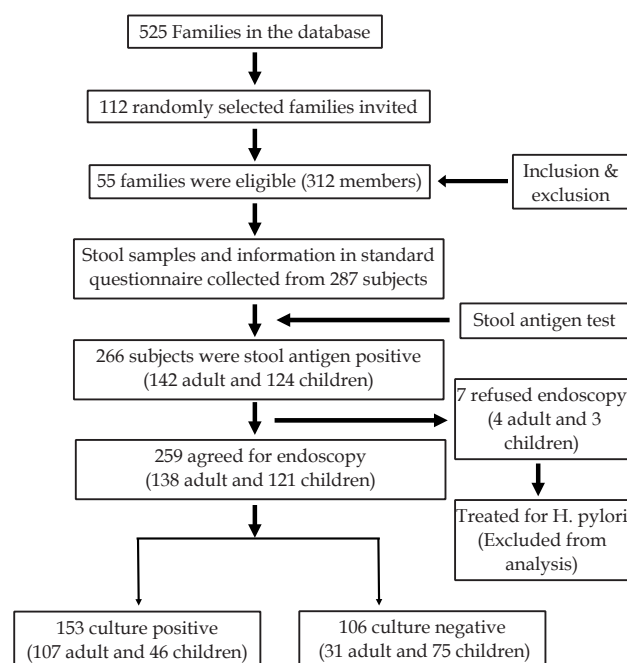 525 Families in the database
112 randomly selected families invited
55 families were eligible (312 members)
Inclusion &
exclusion
Stool samples and information in standard
questionnaire collected from 287 subjects
Stool antigen test
266 subjects were stool antigen positive
(142 adult and 124 children)
7 refused endoscopy
(4 adult and 3
children)
259 agreed for endoscopy
(138 adult and 121 children)
Treated for H. pylori
(Excluded from
analysis)
153 culture positive
(107 adult and 46 children)
106 culture negative
(31 adult and 75 children)